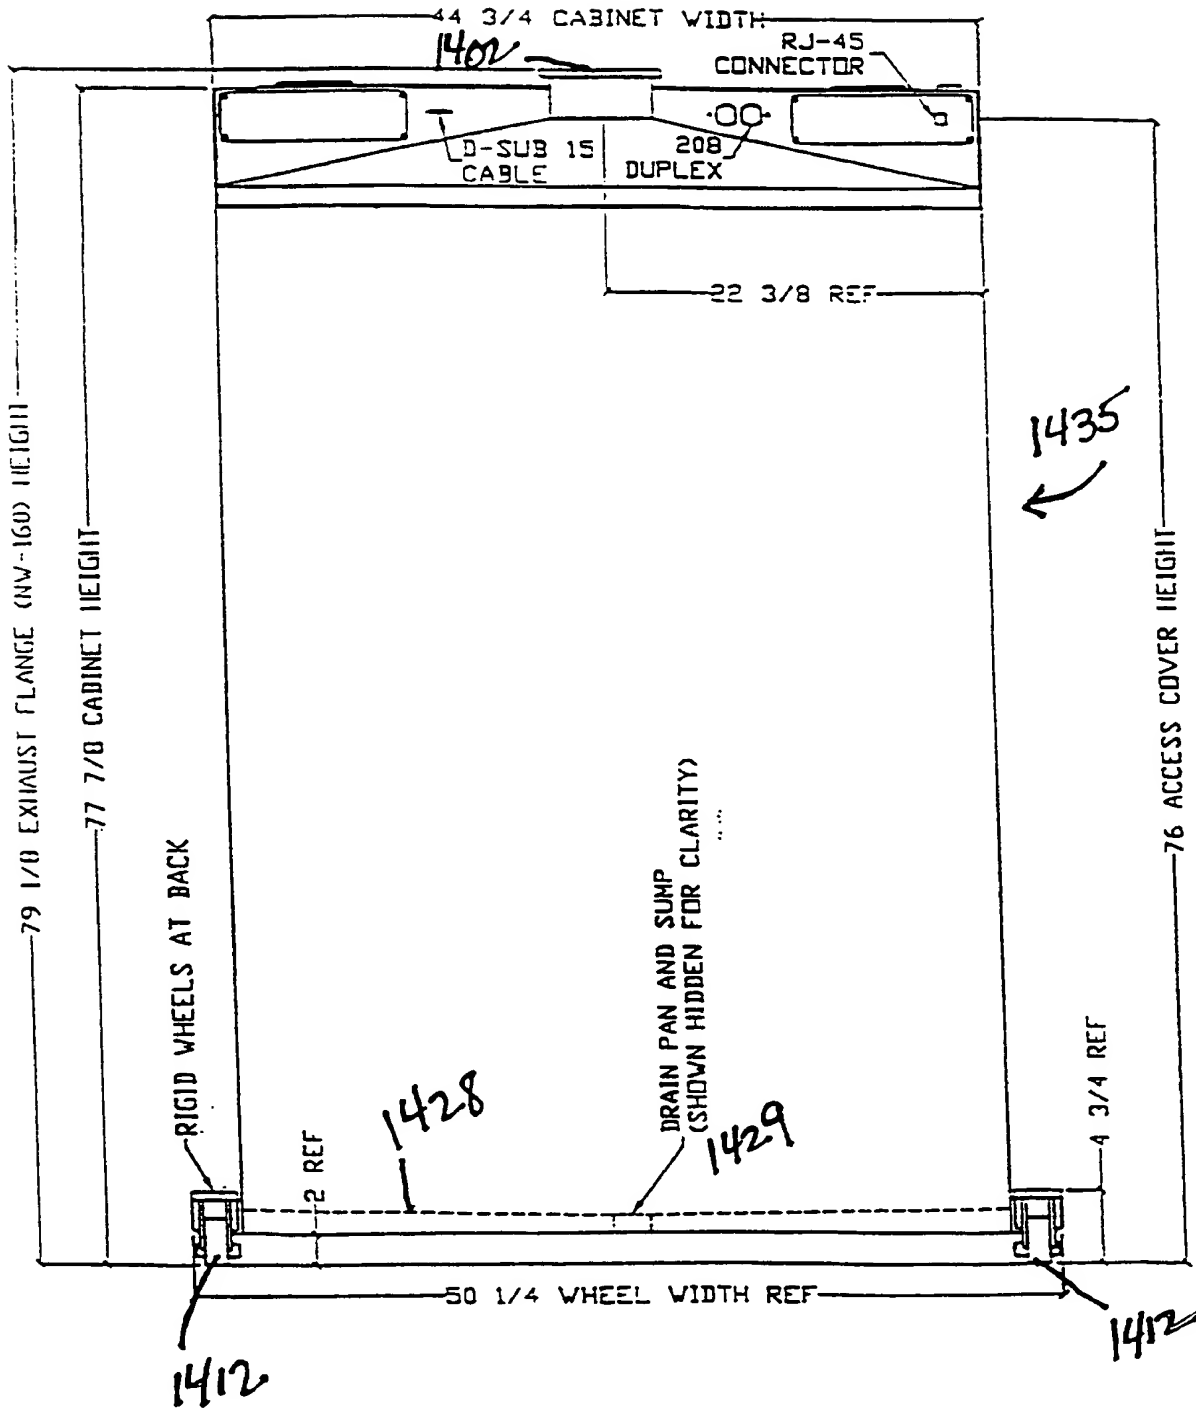 44 3/4 CABINET WIDTH
1402
RJ-45
CONNECTOR
D-SUB 15
CABLE
208
DUPLEX
22 3/8 REF
1435
79 1/8 EXHAUST FLANGE (NW-160) HEIGHT
77 7/8 CABINET HEIGHT
76 ACCESS COVER HEIGHT
RIGID WHEELS AT BACK
DRAIN PAN AND SUMP
(SHOWN HIDDEN FOR CLARITY)
1428
1429
2 REF
4 3/4 REF
50 1/4 WHEEL WIDTH REF
1412
1412